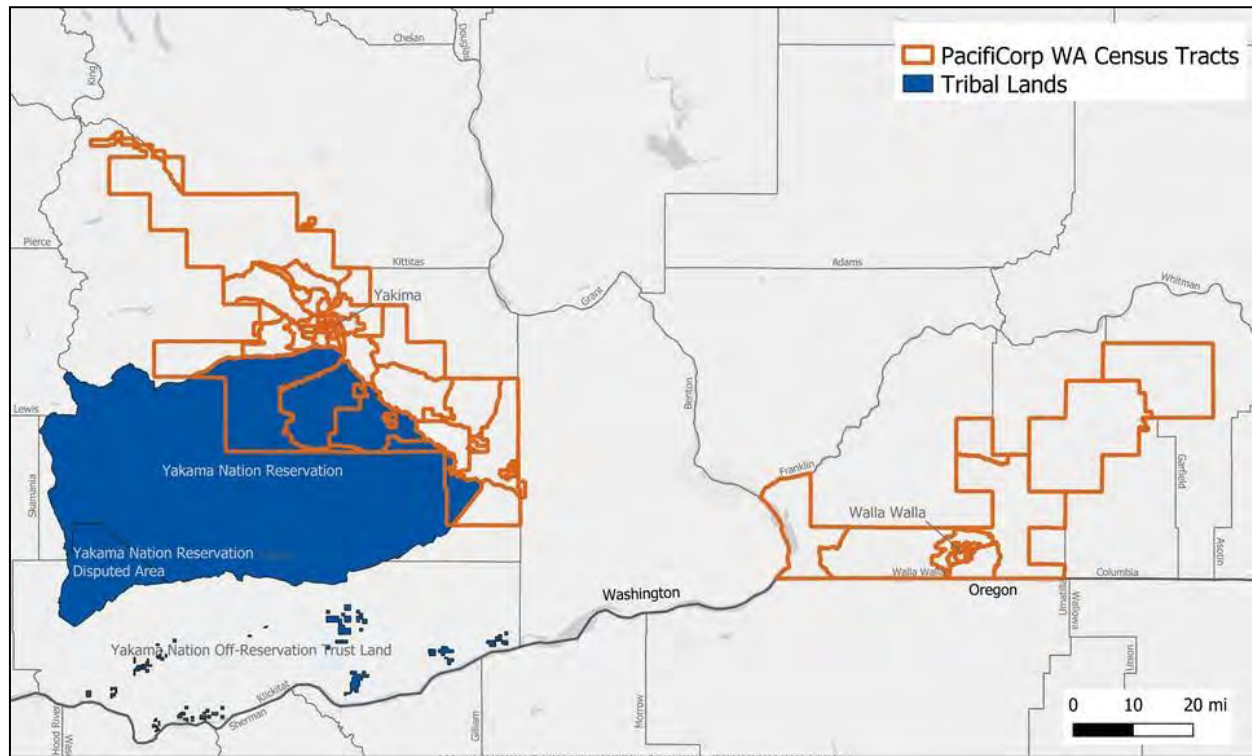 Chelan
Douglas
King
PacifiCorp WA Census Tracts
Tribal Lands
Pierce
Kittitas
Yakima
Grant
Adams
Whitman
Lewis
Benton
Yakama Nation Reservation
Skamania
Franklin
Garfield
Walla Walla
Asotin
Yakama Nation Reservation
Disputed Area
Walla Walla
Columbia
Washington
Oregon
Umatilla
Wallowa
Yakama Nation Off-Reservation Trust Land
Klickitat
Sherman
Gilliam
Morrow
Union
Hood River
0 10 20 mi